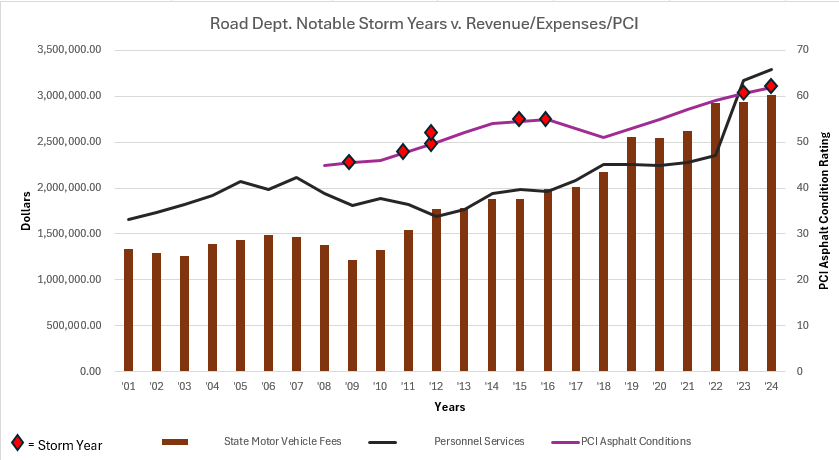 Road Dept. Notable Storm Years v. Revenue/Expenses/PCI
3,500,000.00
3,000,000.00
2,500,000.00
2,000,000.00
1,500,000.00
1,000,000.00
500,000.00
0.00
Dollars
70
60
50
40
30
20
10
0
PCI Asphalt Condition Rating
'01 '02 '03 '04 '05 '06 '07 '08 '09 '10 '11 '12 '13 '14 '15 '16 '17 '18 '19 '20 '21 '22 '23 '24
Years
= Storm Year State Motor Vehicle Fees Personnel Services PCI Asphalt Conditions